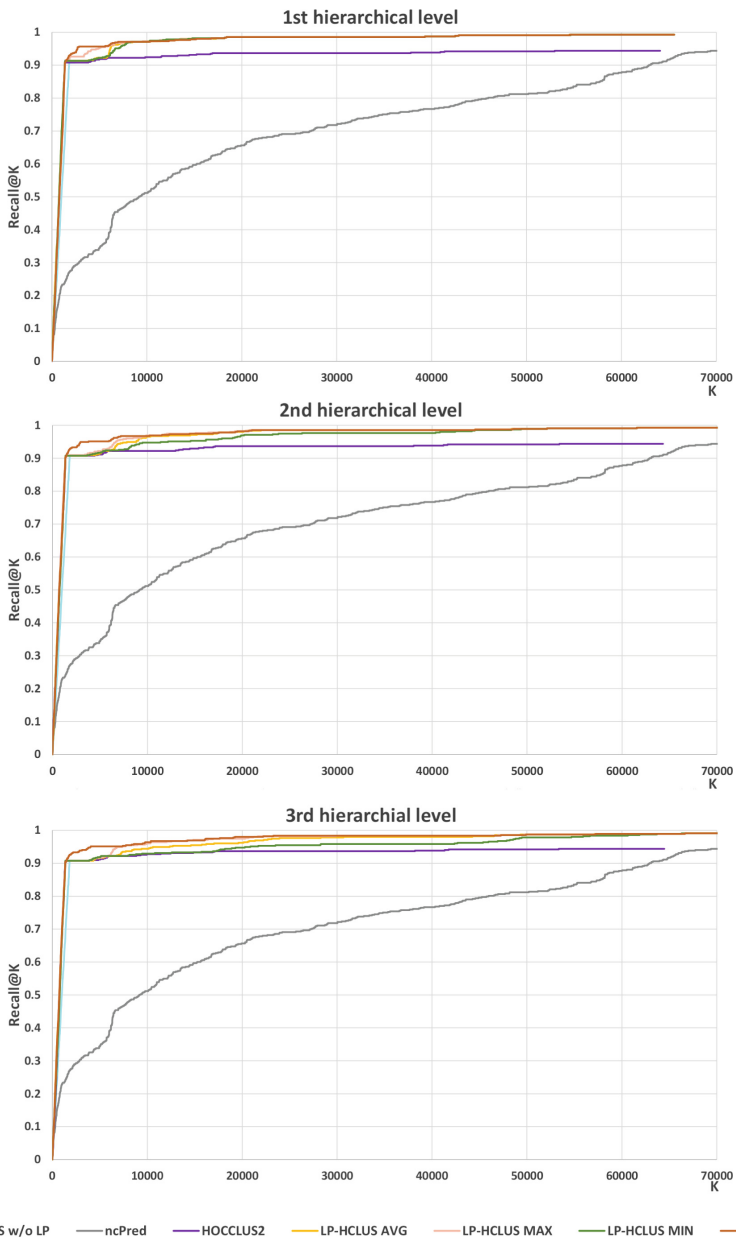 1st hierarchical level
1
0.9
0.8
0.7
0.6
0.5
0.4
0.3
0.2
0.1
0
Recall@K
0 10000 20000 30000 40000 50000 60000 70000
K
2nd hierarchical level
1
0.9
0.8
0.7
0.6
0.5
0.4
0.3
0.2
0.1
0
Recall@K
0 10000 20000 30000 40000 50000 60000 70000
K
3rd hierarchial level
1
0.9
0.8
0.7
0.6
0.5
0.4
0.3
0.2
0.1
0
Recall@K
0 10000 20000 30000 40000 50000 60000 70000
K
S w/o LP ncPred HOCCLUS2 LP-HCLUS AVG LP-HCLUS MAX LP-HCLUS MIN